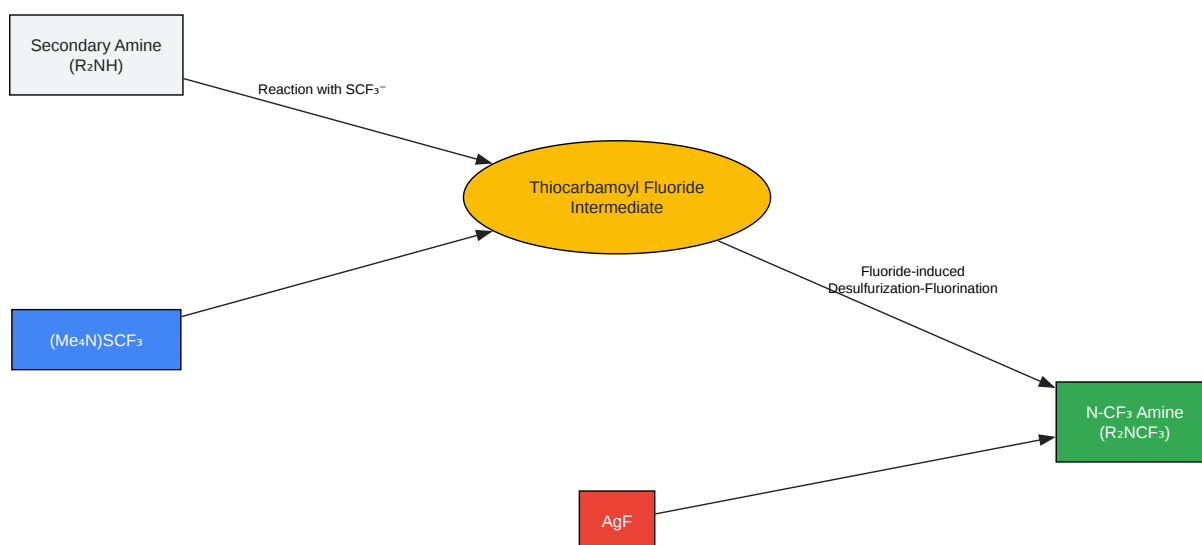 Secondary Amine
(R₂NH)
Reaction with SCF₃⁻
Thiocarbamoyl Fluoride
Intermediate
Fluoride-induced
Desulfurization-Fluorination
(Me₄N)SCF₃
N-CF₃ Amine
(R₂NCF₃)
AgF